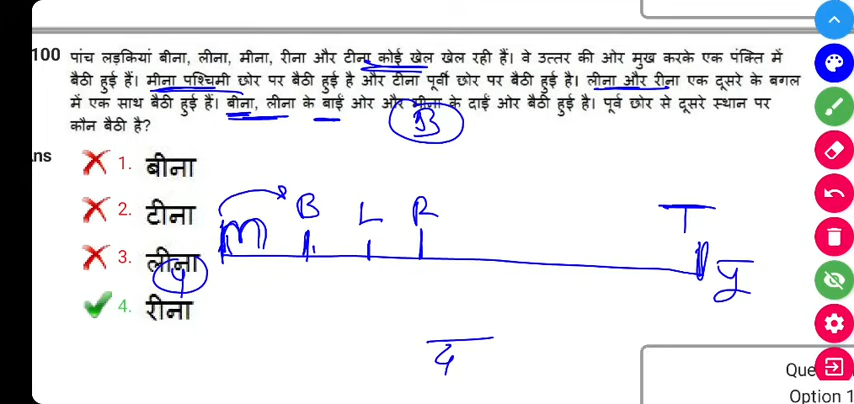 100 पांच लड़कियां बीना, लीना, मीना, रीना और टीना कोई खेल खेल रही हैं। वे उत्तर की ओर मुख करके एक पंक्ति में
बैठी हुई हैं। मीना पश्चिमी छोर पर बैठी हुई है और टीना पूर्वी छोर पर बैठी हुई है। लीना और रीना एक दूसरे के बगल
में एक साथ बैठी हुई हैं। बीना, लीना के बाईं ओर और मीना के दाईं ओर बैठी हुई है। पूर्व छोर से दूसरे स्थान पर
कौन बैठी है?
B
ns
1. बीना
2. टीना
3. लीना
4. रीना
M B L R T
Que
Option 1